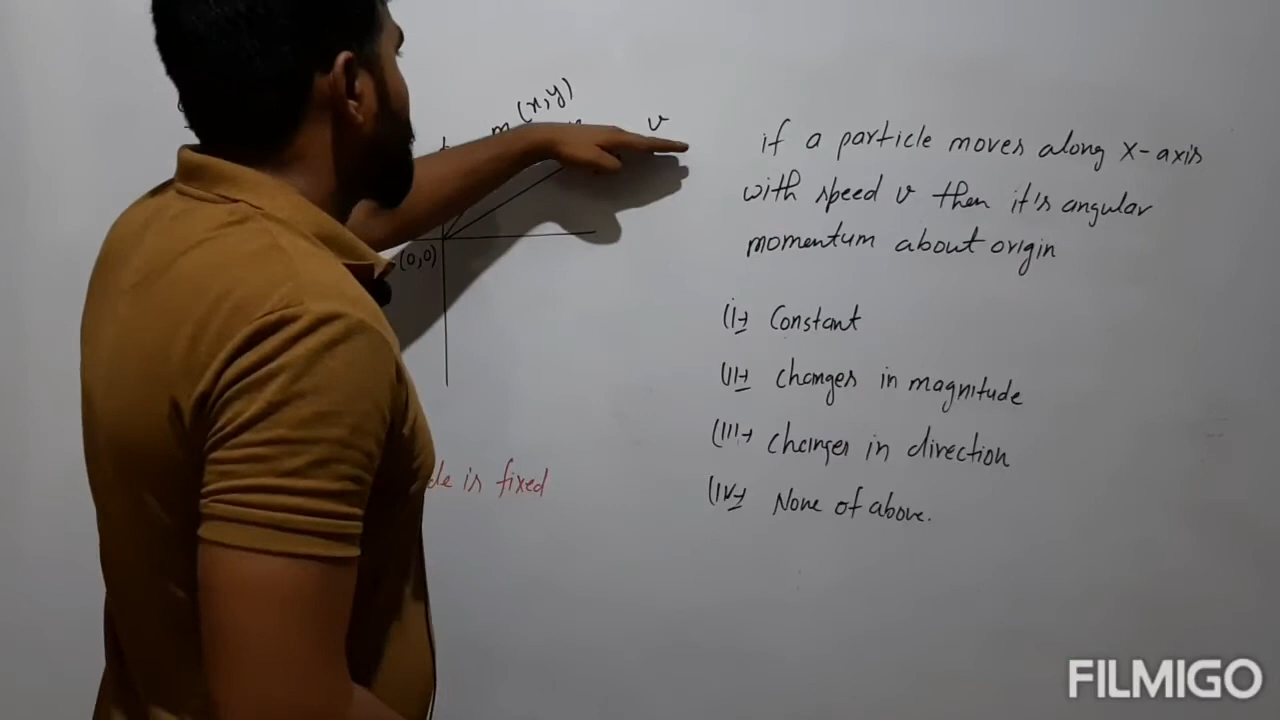 (x,y)
m
v
(0,0)
if a particle moves along x-axis
with speed v then it's angular
momentum about origin
(i) Constant
(ii) changes in magnitude
(iii) changes in direction
(iv) None of above.
is fixed
FILMIGO